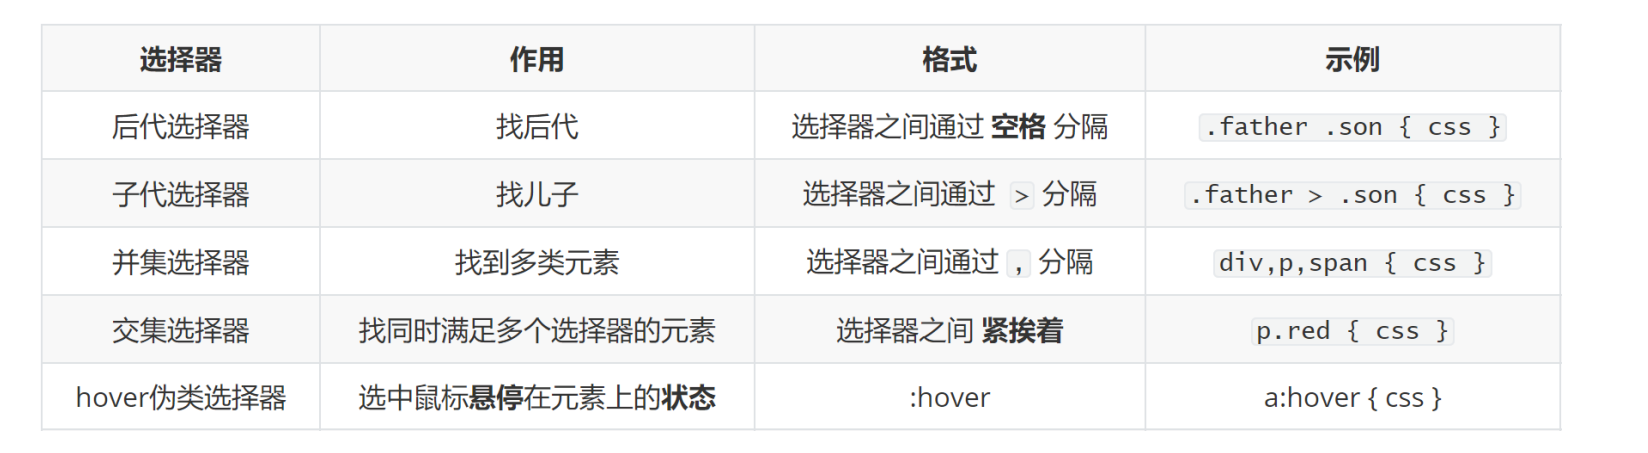 选择器 作用 格式 示例
后代选择器 找后代 选择器之间通过 空格 分隔 .father .son { css }
子代选择器 找儿子 选择器之间通过 > 分隔 .father > .son { css }
并集选择器 找到多类元素 选择器之间通过 , 分隔 div,p,span { css }
交集选择器 找同时满足多个选择器的元素 选择器之间 紧挨着 p.red { css }
hover伪类选择器 选中鼠标悬停在元素上的状态 :hover a:hover { css }